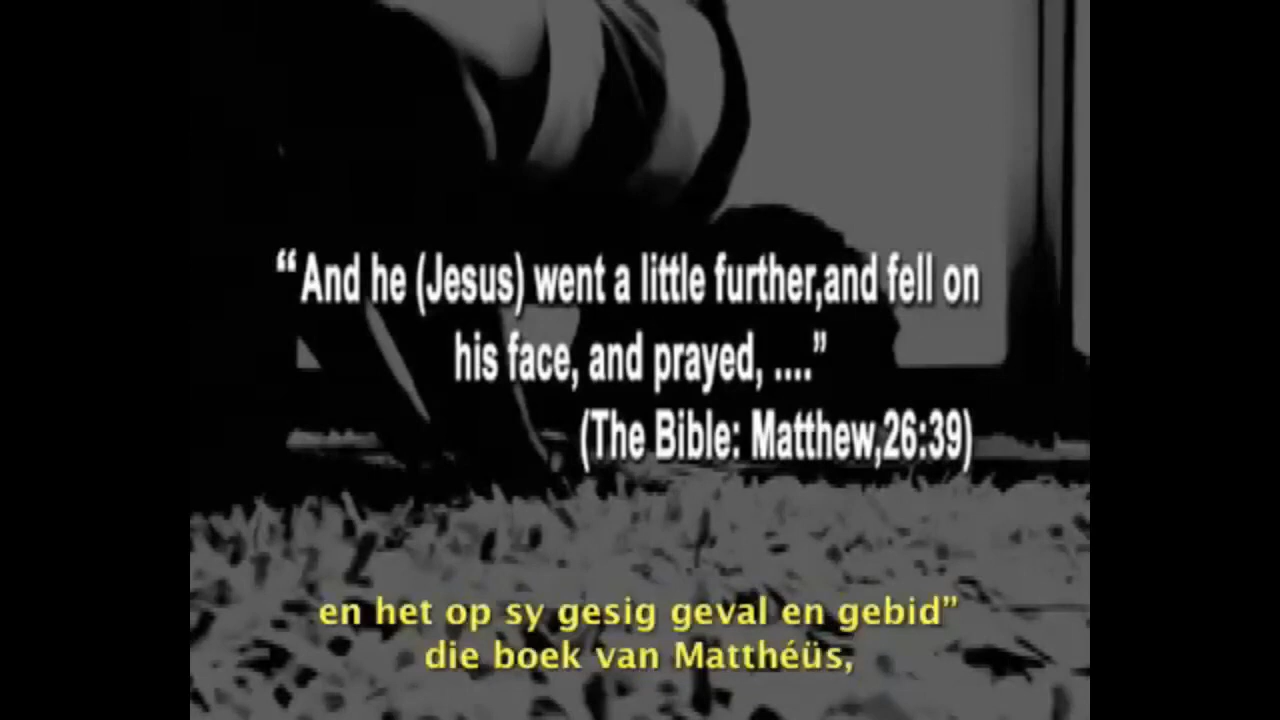 “And he (Jesus) went a little further,and fell on
his face, and prayed, ....”
(The Bible: Matthew,26:39)
en het op sy gesig geval en gebid”
die boek van Matthéüs,